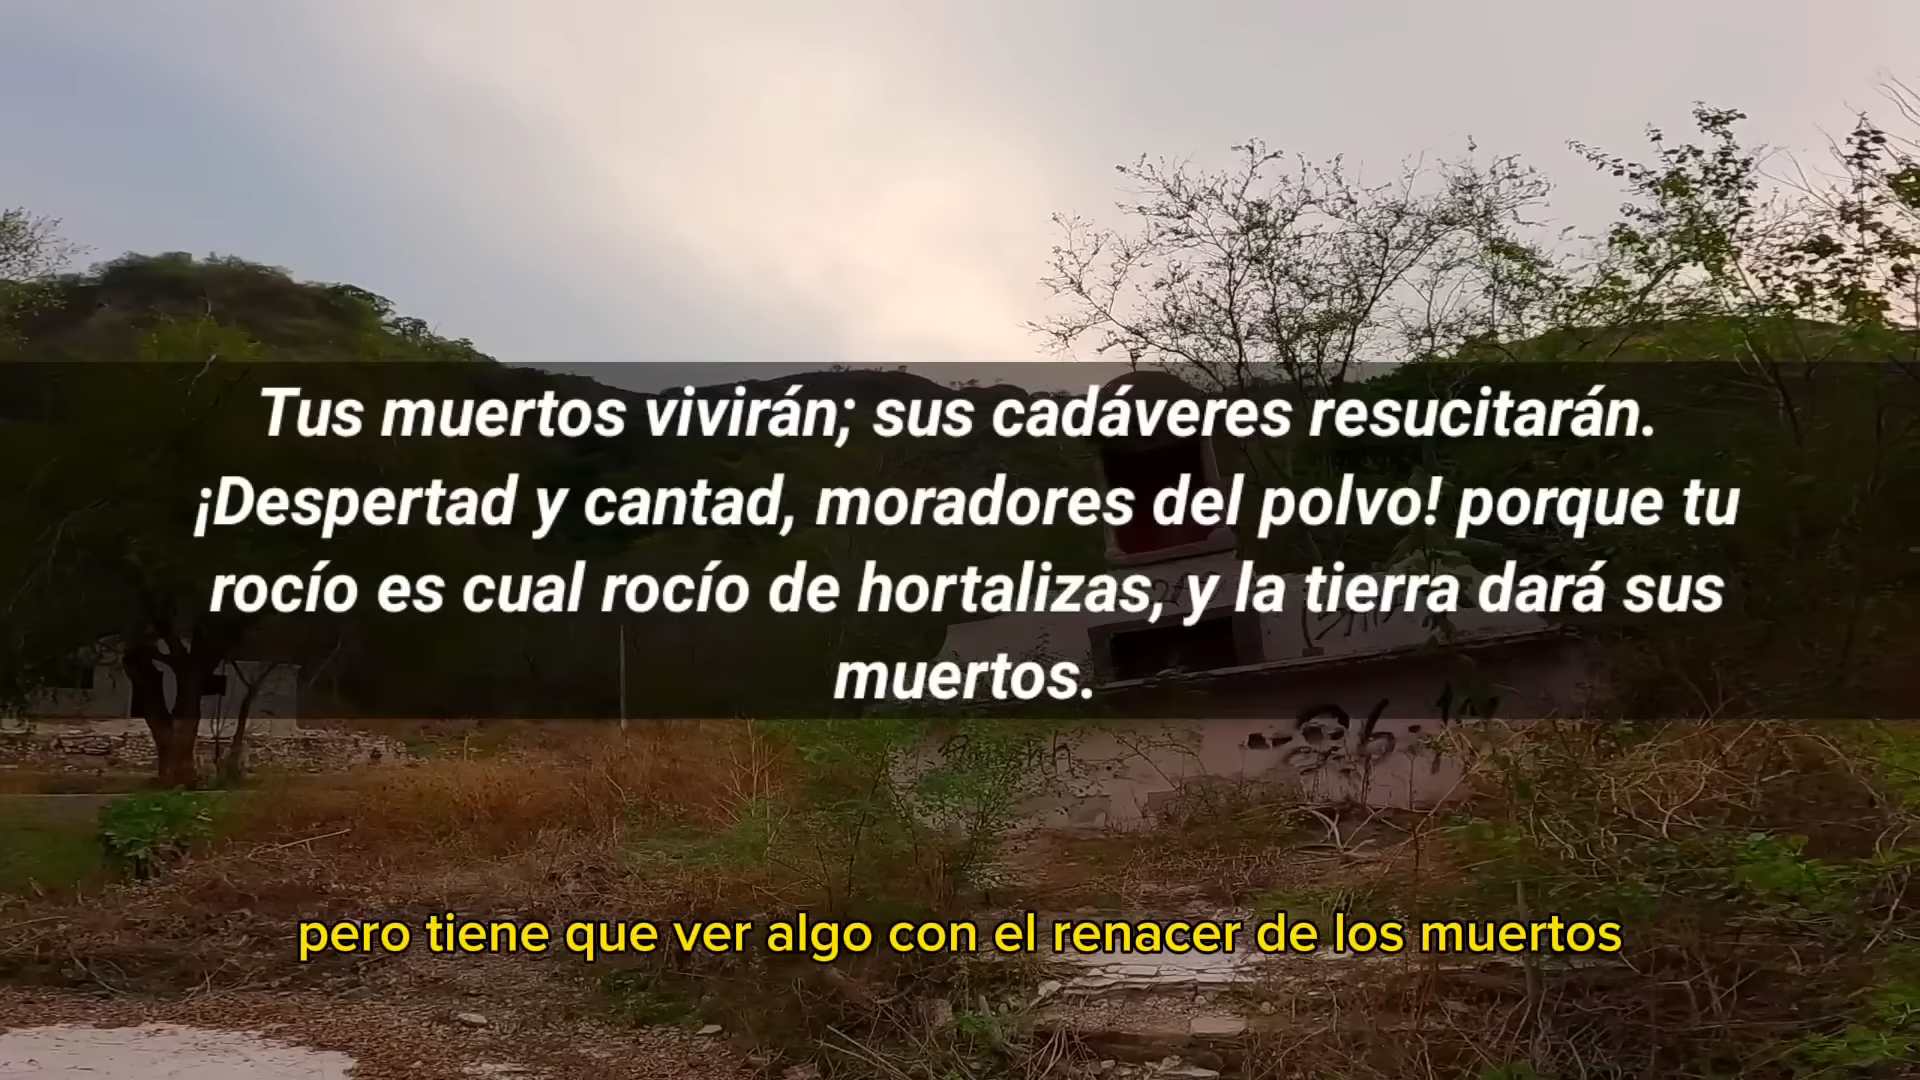 Tus muertos vivirán; sus cadáveres resucitarán.
¡Despertad y cantad, moradores del polvo! porque tu
rocío es cual rocío de hortalizas, y la tierra dará sus
muertos.
pero tiene que ver algo con el renacer de los muertos